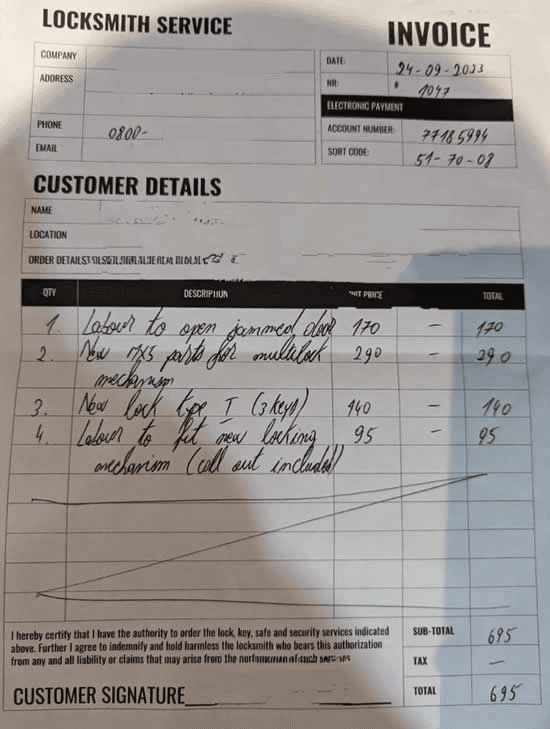 LOCKSMITH SERVICE
INVOICE
COMPANY
ADDRESS
PHONE 0800-
EMAIL
DATE: 24-09-2023
NR: # 1047
ELECTRONIC PAYMENT
ACCOUNT NUMBER: 77185994
SORT CODE: 51-70-08
CUSTOMER DETAILS
NAME
LOCATION
ORDER DETAILS
QTY DESCRIPTION UNIT PRICE TOTAL
1. Labour to open jammed door 170 - 170
2. New MX5 parts for multilock 290 - 290
mechanism
3. New lock type I (3 keys) 140 - 140
4. Labour to fit new locking 95 - 95
mechanism (call out included)
I hereby certify that I have the authority to order the lock, key, safe and security services indicated
above. Further I agree to indemnify and hold harmless the locksmith who bears this authorization
from any and all liability or claims that may arise from the
SUB-TOTAL 695
TAX —
TOTAL 695
CUSTOMER SIGNATURE